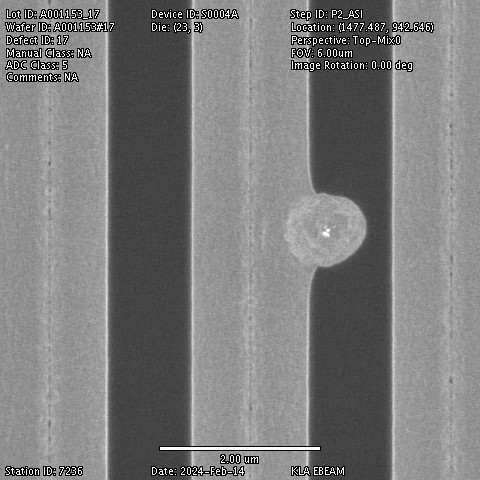 Lot ID: A001153_17
Wafer ID: A001153#17
Defect ID: 17
Manual Class: NA
ADC Class: 5
Comments: NA
Device ID: S0004A
Die: (23, 3)
Step ID: P2_ASI
Location: (1477.487, 942.646)
Perspective: Top-Mix0
FOV: 6.00um
Image Rotation: 0.00 deg
2.00 um
Station ID: 7236
Date: 2024-Feb-14
KLA EBEAM